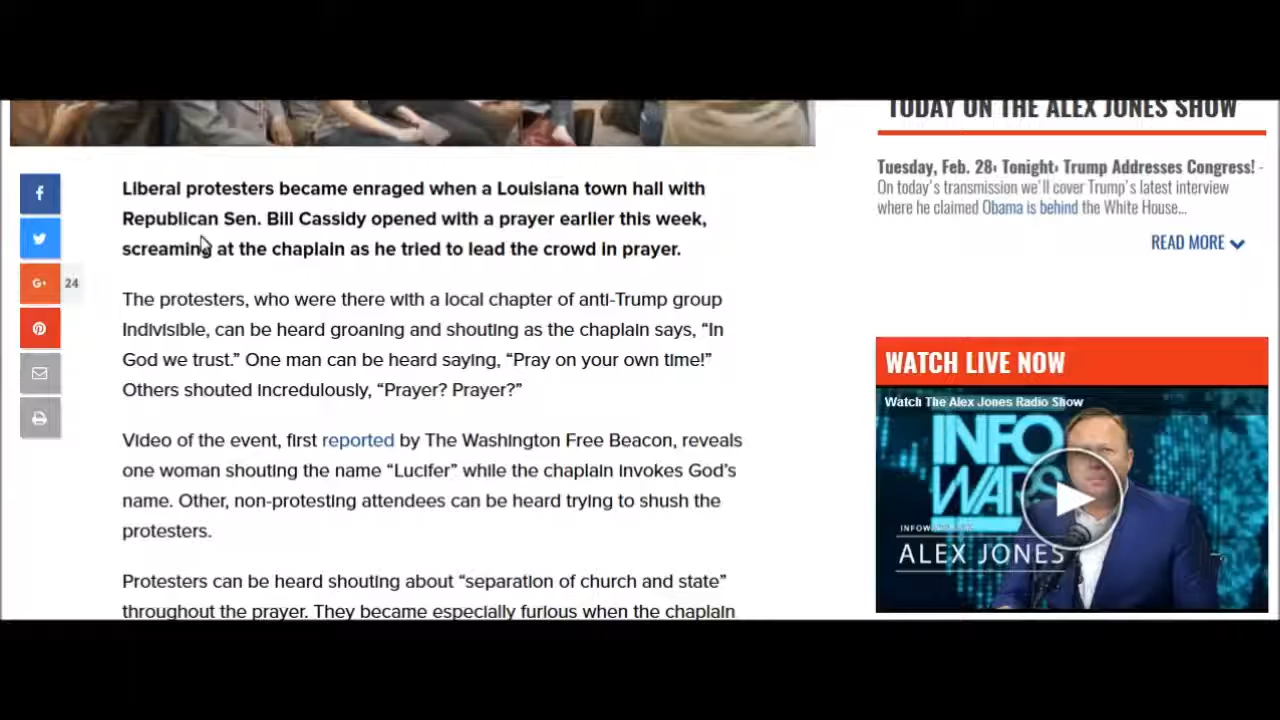 Liberal protesters became enraged when a Louisiana town hall with
Republican Sen. Bill Cassidy opened with a prayer earlier this week,
screaming at the chaplain as he tried to lead the crowd in prayer.
24
The protesters, who were there with a local chapter of anti-Trump group
Indivisible, can be heard groaning and shouting as the chaplain says, “In
God we trust.” One man can be heard saying, “Pray on your own time!”
Others shouted incredulously, “Prayer? Prayer?”
Video of the event, first reported by The Washington Free Beacon, reveals
one woman shouting the name “Lucifer” while the chaplain invokes God’s
name. Other, non-protesting attendees can be heard trying to shush the
protesters.
Protesters can be heard shouting about “separation of church and state”
throughout the prayer. They became especially furious when the chaplain
TODAY ON THE ALEX JONES SHOW
Tuesday, Feb. 28: Tonight: Trump Addresses Congress! -
On today's transmission we'll cover Trump's latest interview
where he claimed Obama is behind the White House...
READ MORE
WATCH LIVE NOW
Watch The Alex Jones Radio Show
INFO
WARS
ALEX JONES